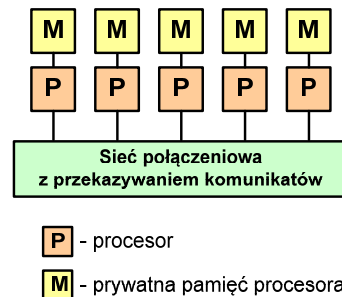 M M M M M
P P P P P
Sieć połączeniowa
z przekazywaniem komunikatów
P - procesor
M - prywatna pamięć procesora